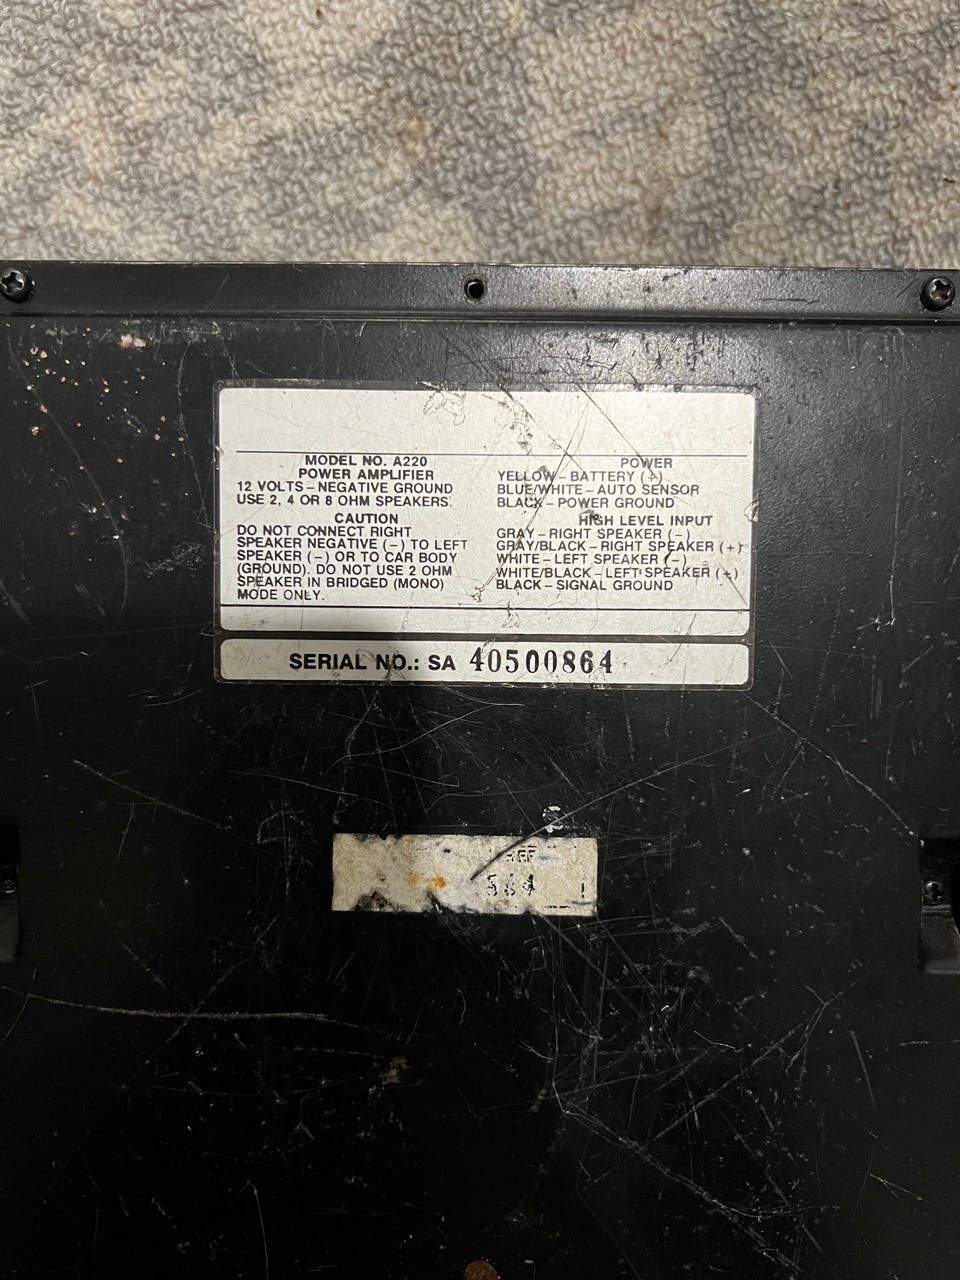 MODEL NO. A220
POWER AMPLIFIER
12 VOLTS – NEGATIVE GROUND
USE 2, 4 OR 8 OHM SPEAKERS.
CAUTION
DO NOT CONNECT RIGHT
SPEAKER NEGATIVE (–) TO LEFT
SPEAKER (–) OR TO CAR BODY
(GROUND). DO NOT USE 2 OHM
SPEAKER IN BRIDGED (MONO)
MODE ONLY.
POWER
YELLOW – BATTERY (+)
BLUE/WHITE – AUTO SENSOR
BLACK – POWER GROUND
HIGH LEVEL INPUT
GRAY – RIGHT SPEAKER (–)
GRAY/BLACK – RIGHT SPEAKER (+)
WHITE – LEFT SPEAKER (–)
WHITE/BLACK – LEFT SPEAKER (+)
BLACK – SIGNAL GROUND
SERIAL NO.: SA 40500864